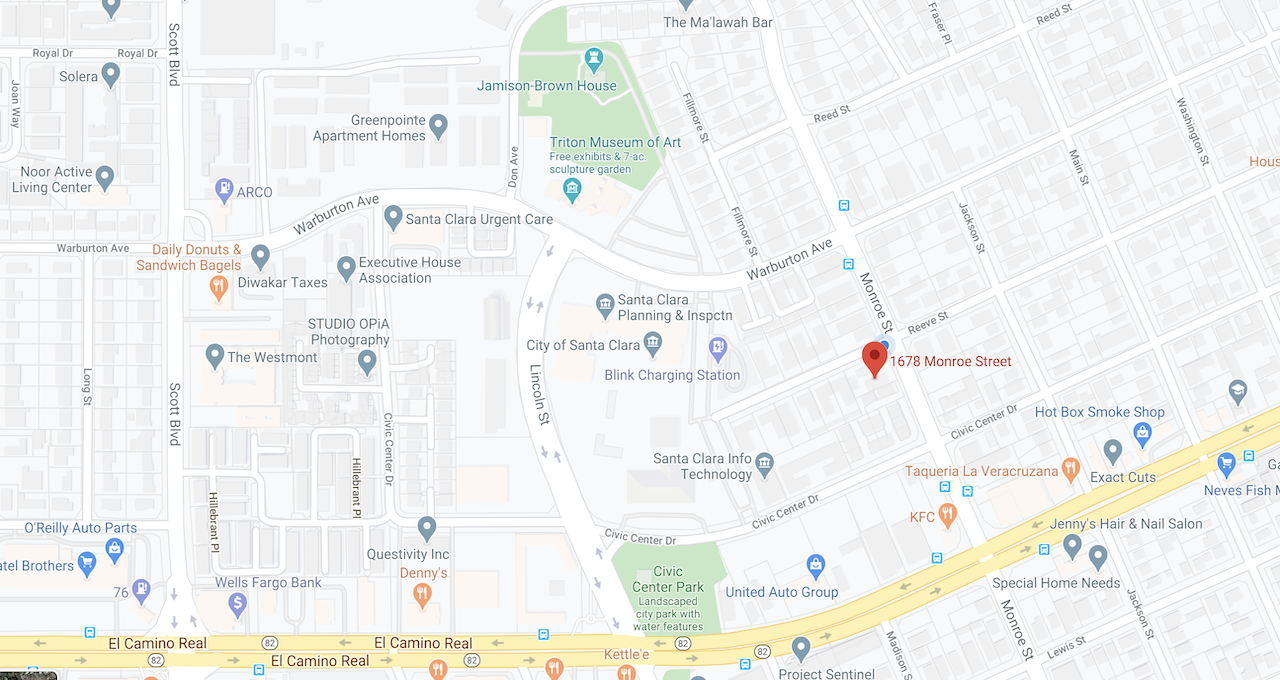 The Ma'lawah Bar
Fraser Pl
Reed St
Scott Blvd
Royal Dr
Royal Dr
Solera
Joan Way
Jamison-Brown House
Fillmore St
Reed St
Washington St
Greenpointe
Apartment Homes
Triton Museum of Art
Free exhibits & 7-ac.
sculpture garden
Don Ave
Main St
Noor Active
Living Center
ARCO
Warburton Ave
Santa Clara Urgent Care
Fillmore St
Jackson St
Warburton Ave
Warburton Ave
Daily Donuts &
Sandwich Bagels
Diwakar Taxes
Executive House
Association
Monroe St
Santa Clara
Planning & Inspctn
Reeve St
STUDIO OPiA
Photography
City of Santa Clara
The Westmont
Blink Charging Station
1678 Monroe Street
Long St
Scott Blvd
Lincoln St
Civic Center Dr
Hot Box Smoke Shop
Civic Center Dr
Santa Clara Info
Technology
Taqueria La Veracruzana
Exact Cuts
Hillebrant Pl
Hillebrant Pl
Neves Fish
Civic Center Dr
KFC
O'Reilly Auto Parts
Jenny's Hair & Nail Salon
Civic Center Dr
Questivity Inc
Denny's
Civic
Center Park
Landscaped
city park with
water features
United Auto Group
Special Home Needs
Wells Fargo Bank
76
Monroe St
Jackson St
El Camino Real
82
El Camino Real
82
82
El Camino Real
82
82
Kettle'e
Madison S
Lewis St
Project Sentinel